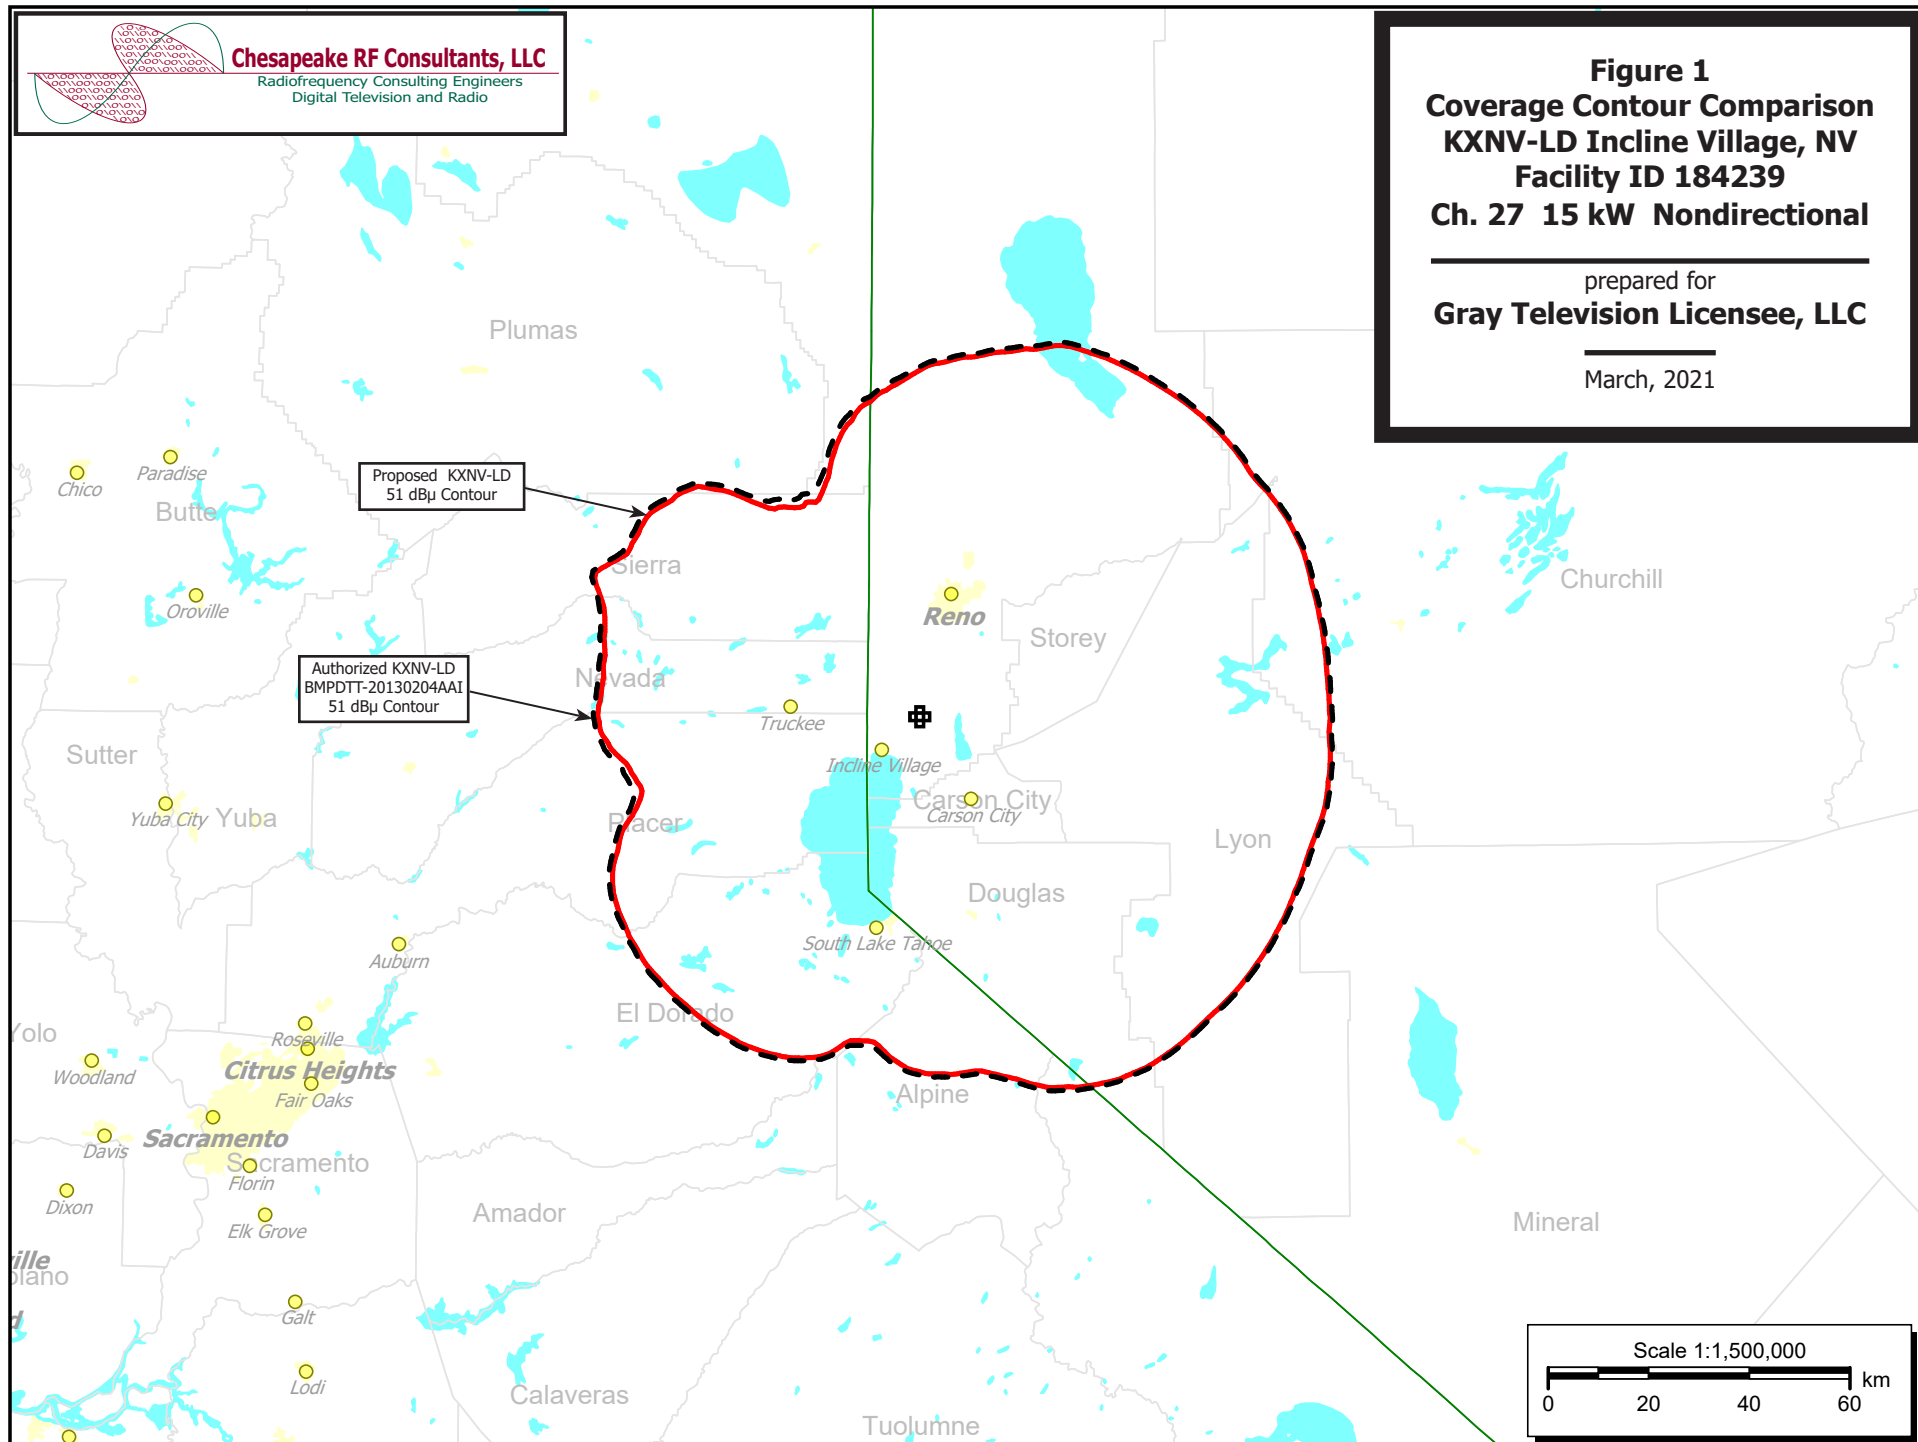 Chesapeake RF Consultants, LLC
Radiofrequency Consulting Engineers
Digital Television and Radio
Figure 1
Coverage Contour Comparison
KXNV-LD Incline Village, NV
Facility ID 184239
Ch. 27 15 kW Nondirectional
prepared for
Gray Television Licensee, LLC
March, 2021
Plumas
Paradise
Chico
Butte
Proposed KXNV-LD
51 dBµ Contour
Sierra
Churchill
Oroville
Reno
Storey
Authorized KXNV-LD
BMPDTT-20130204AAI
51 dBµ Contour
Nevada
Truckee
Sutter
Incline Village
Yuba City
Yuba
Placer
Carson City
Carson City
Lyon
Douglas
South Lake Tahoe
Auburn
El Dorado
Yolo
Roseville
Citrus Heights
Woodland
Fair Oaks
Alpine
Sacramento
Davis
Sacramento
Florin
Dixon
Elk Grove
Amador
Mineral
ville
olano
d
Galt
Lodi
Calaveras
Tuolumne
Scale 1:1,500,000
km
0 20 40 60